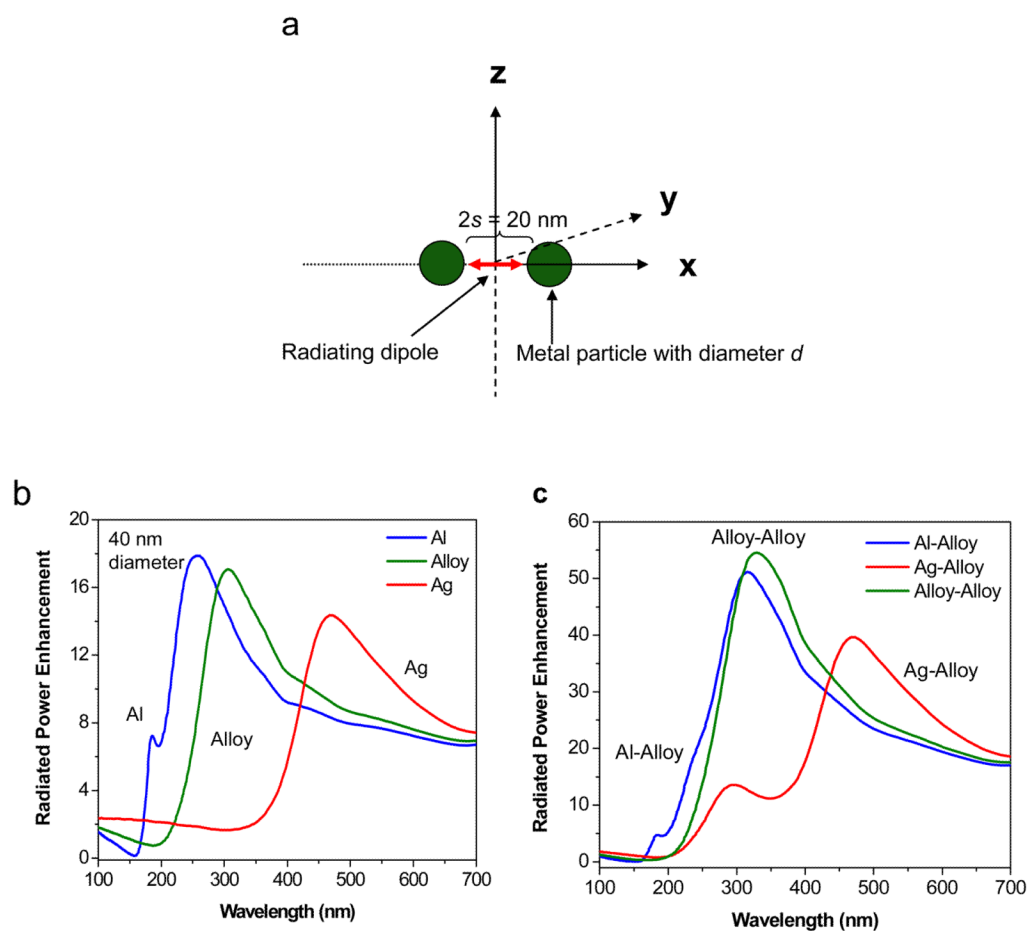 a
z
y
2s = 20 nm
x
Radiating dipole
Metal particle with diameter d
b
Radiated Power Enhancement
20
16
12
8
4
0
40 nm
diameter
Al
Alloy
Ag
Al
Alloy
Ag
100 200 300 400 500 600 700
Wavelength (nm)
c
Radiated Power Enhancement
60
50
40
30
20
10
0
Alloy-Alloy
Al-Alloy
Ag-Alloy
Alloy-Alloy
Ag-Alloy
Al-Alloy
100 200 300 400 500 600 700
Wavelength (nm)